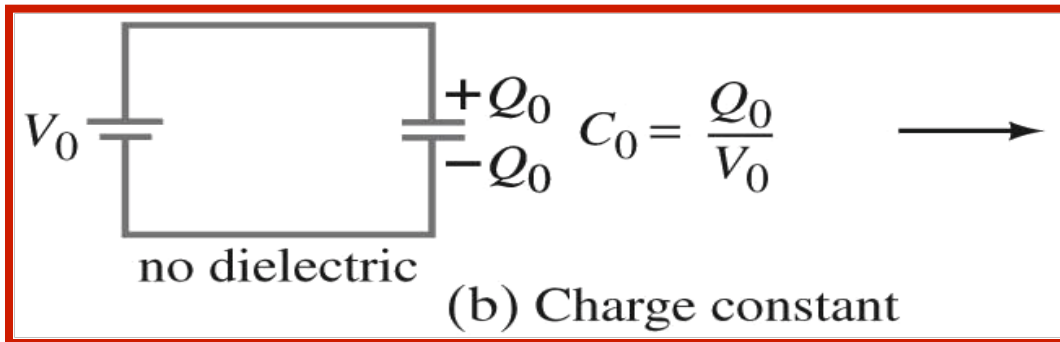 V₀
+Q₀
−Q₀
C₀ = Q₀/V₀
no dielectric
(b) Charge constant